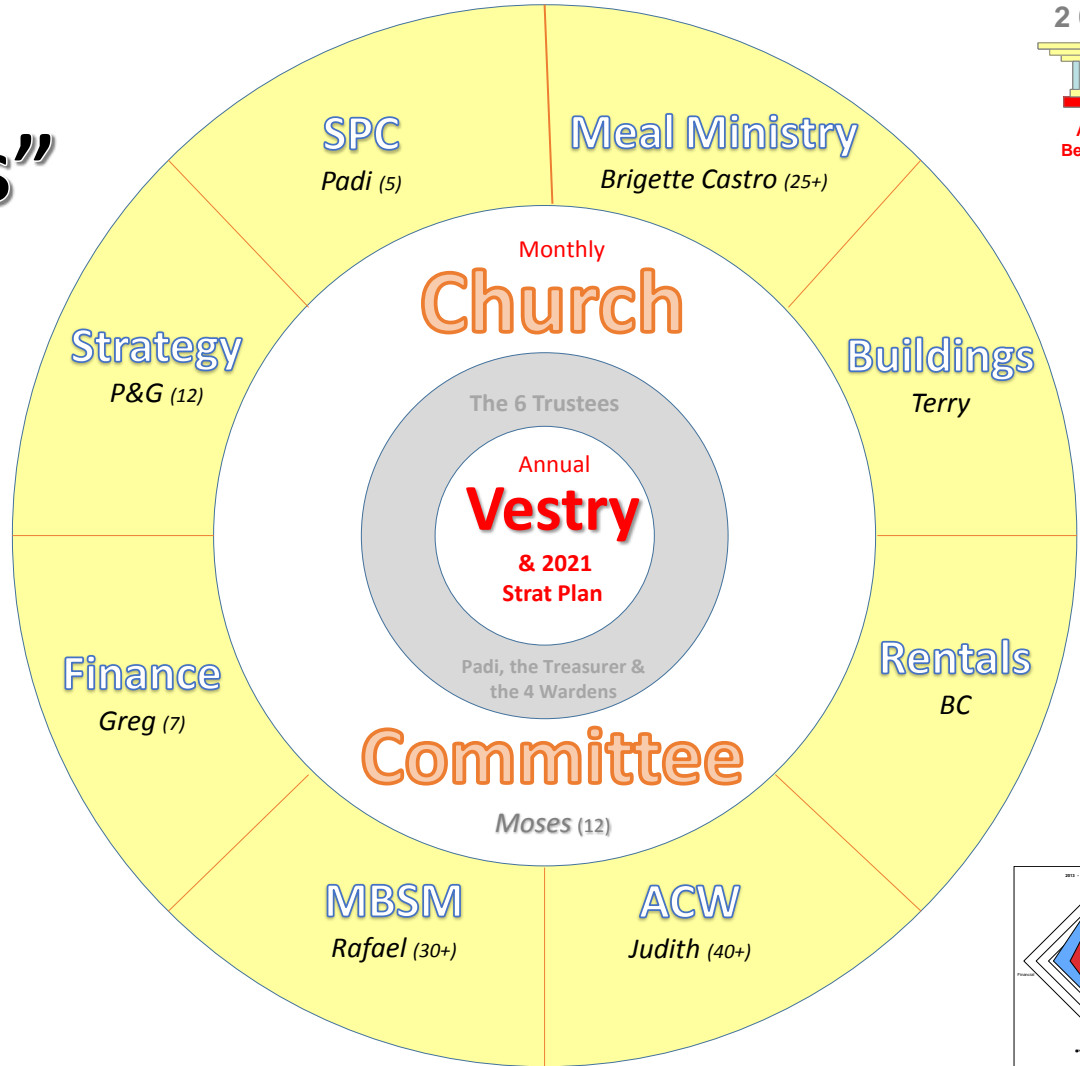 SPC
Padi (5)
Meal Ministry
Brigette Castro (25+)
Strategy
P&G (12)
Buildings
Terry
Monthly
Church
The 6 Trustees
Annual
Vestry
& 2021
Strat Plan
Padi, the Treasurer &
the 4 Wardens
Committee
Moses (12)
Finance
Greg (7)
Rentals
BC
MBSM
Rafael (30+)
ACW
Judith (40+)
Financial